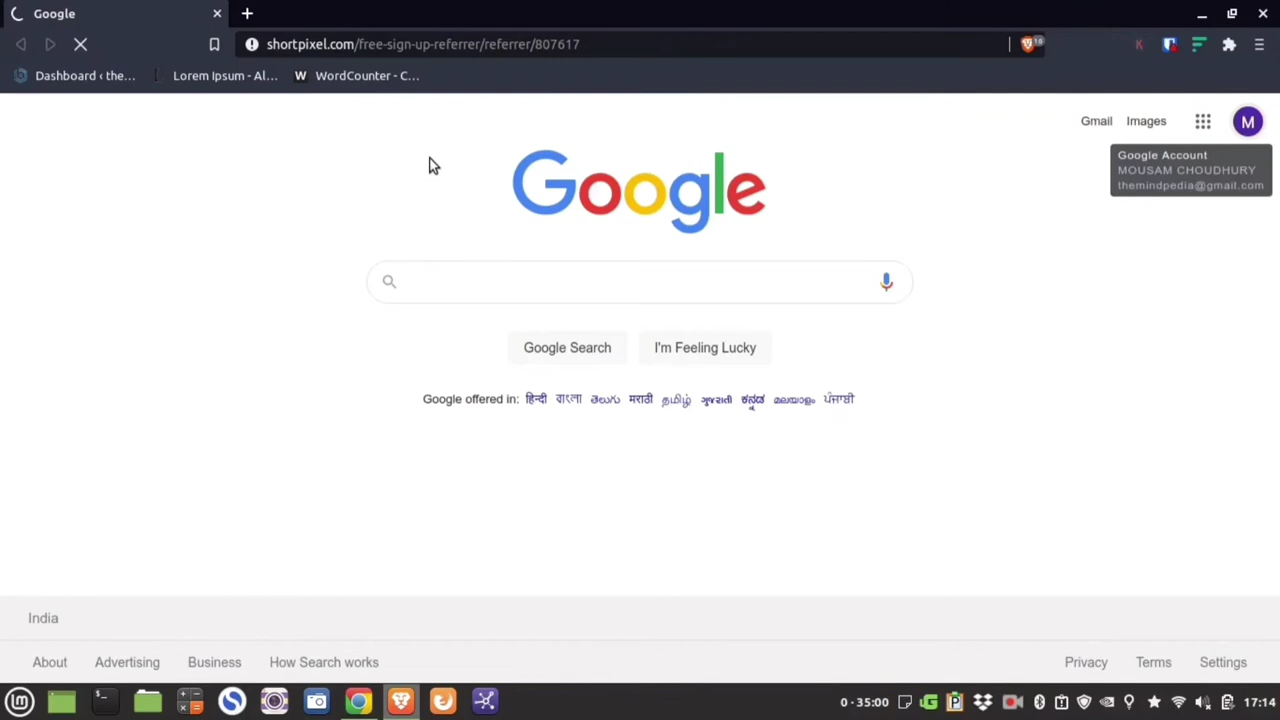 Google
shortpixel.com/free-sign-up-referrer/referrer/807617
16
K
Dashboard ‹ the...
Lorem Ipsum - Al...
W WordCounter - C...
Gmail
Images
M
Google Account
MOUSAM CHOUDHURY
themindpedia@gmail.com
Google
Google Search
I'm Feeling Lucky
Google offered in: हिन्दी বাংলা తెలుగు मराठी தமிழ் ગુજરાતી ಕನ್ನಡ മലയാളം ਪੰਜਾਬੀ
India
About
Advertising
Business
How Search works
Privacy
Terms
Settings
0 · 35:00
17:14